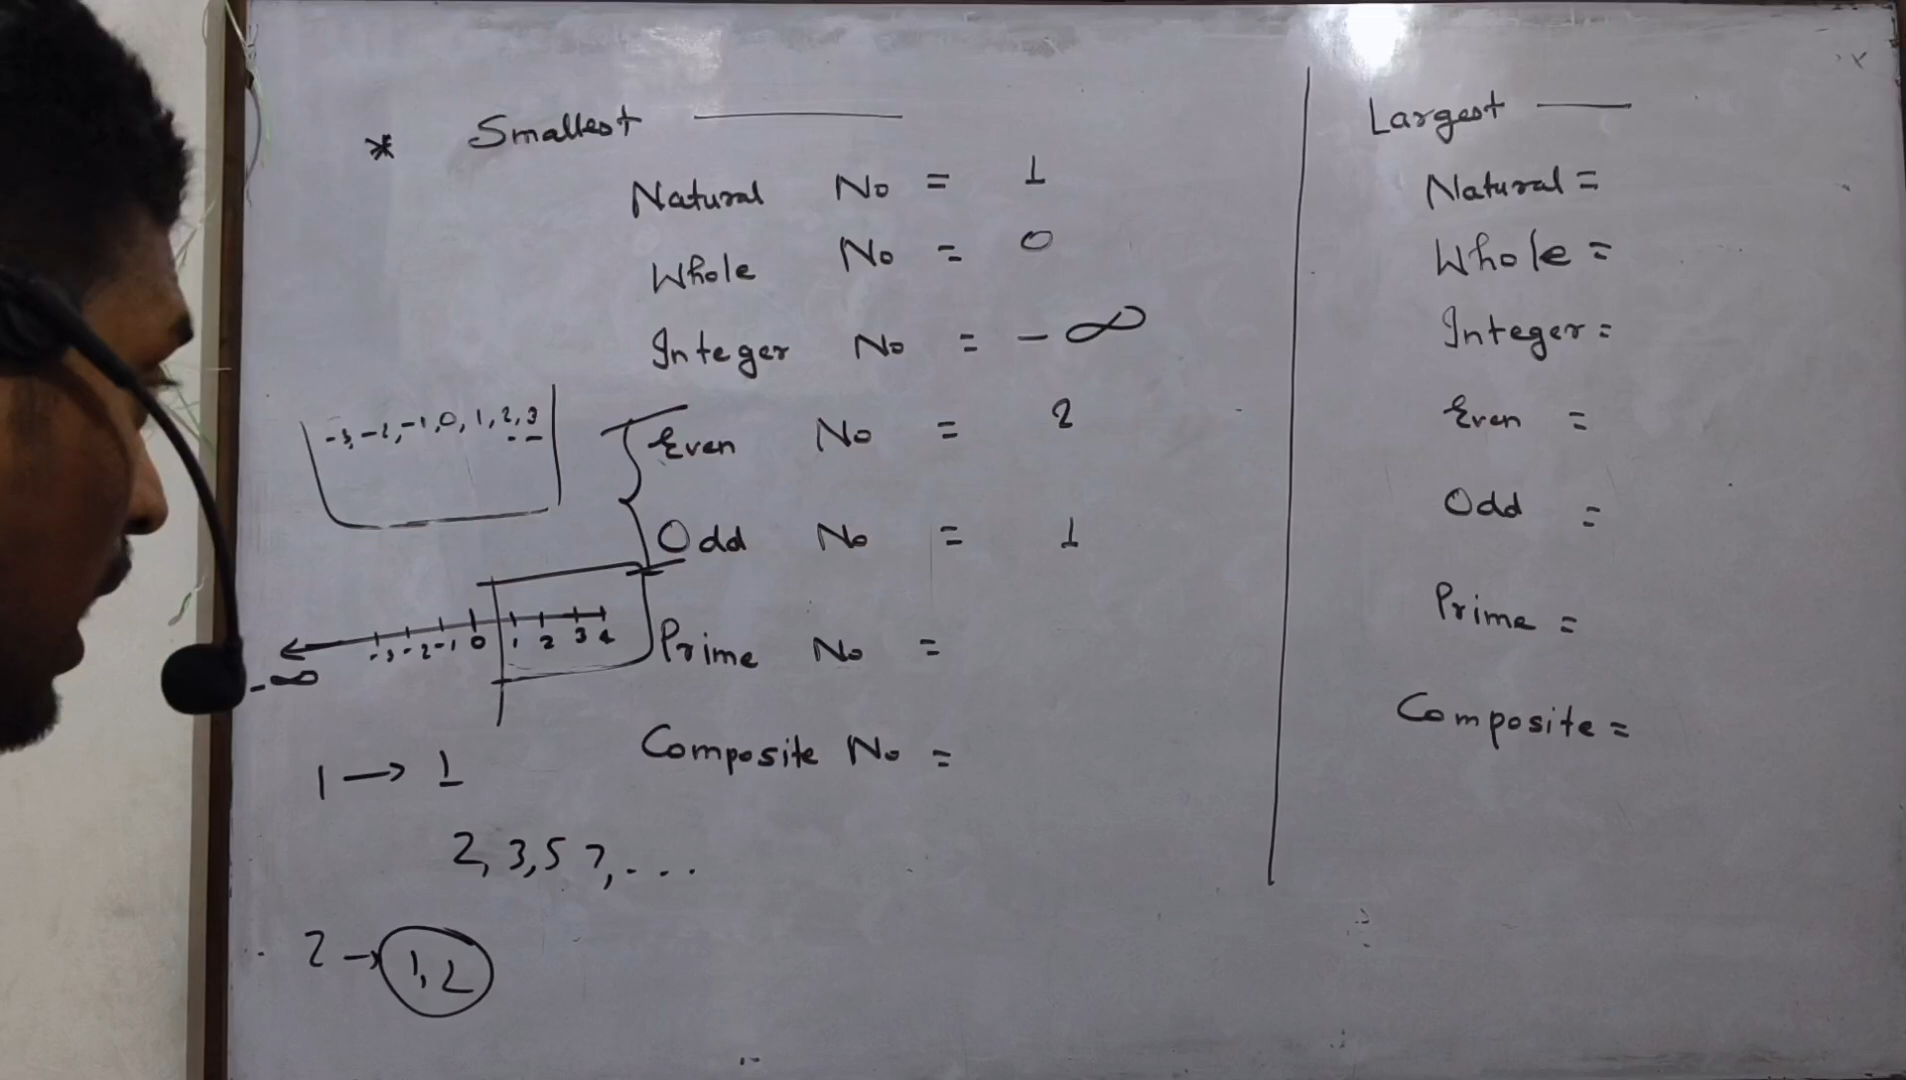 * Smallest
Natural No = 1
Whole No = 0
Integer No = - ∞
Even No = 2
Odd No = 1
Prime No =
Composite No =
-3, -2, -1, 0, 1, 2, 3
-3 -2 -1 0 1 2 3 4
- ∞
1 → 1
2, 3, 5 7, ...
2 → 1, 2
Largest
Natural =
Whole =
Integer =
Even =
Odd =
Prime =
Composite =